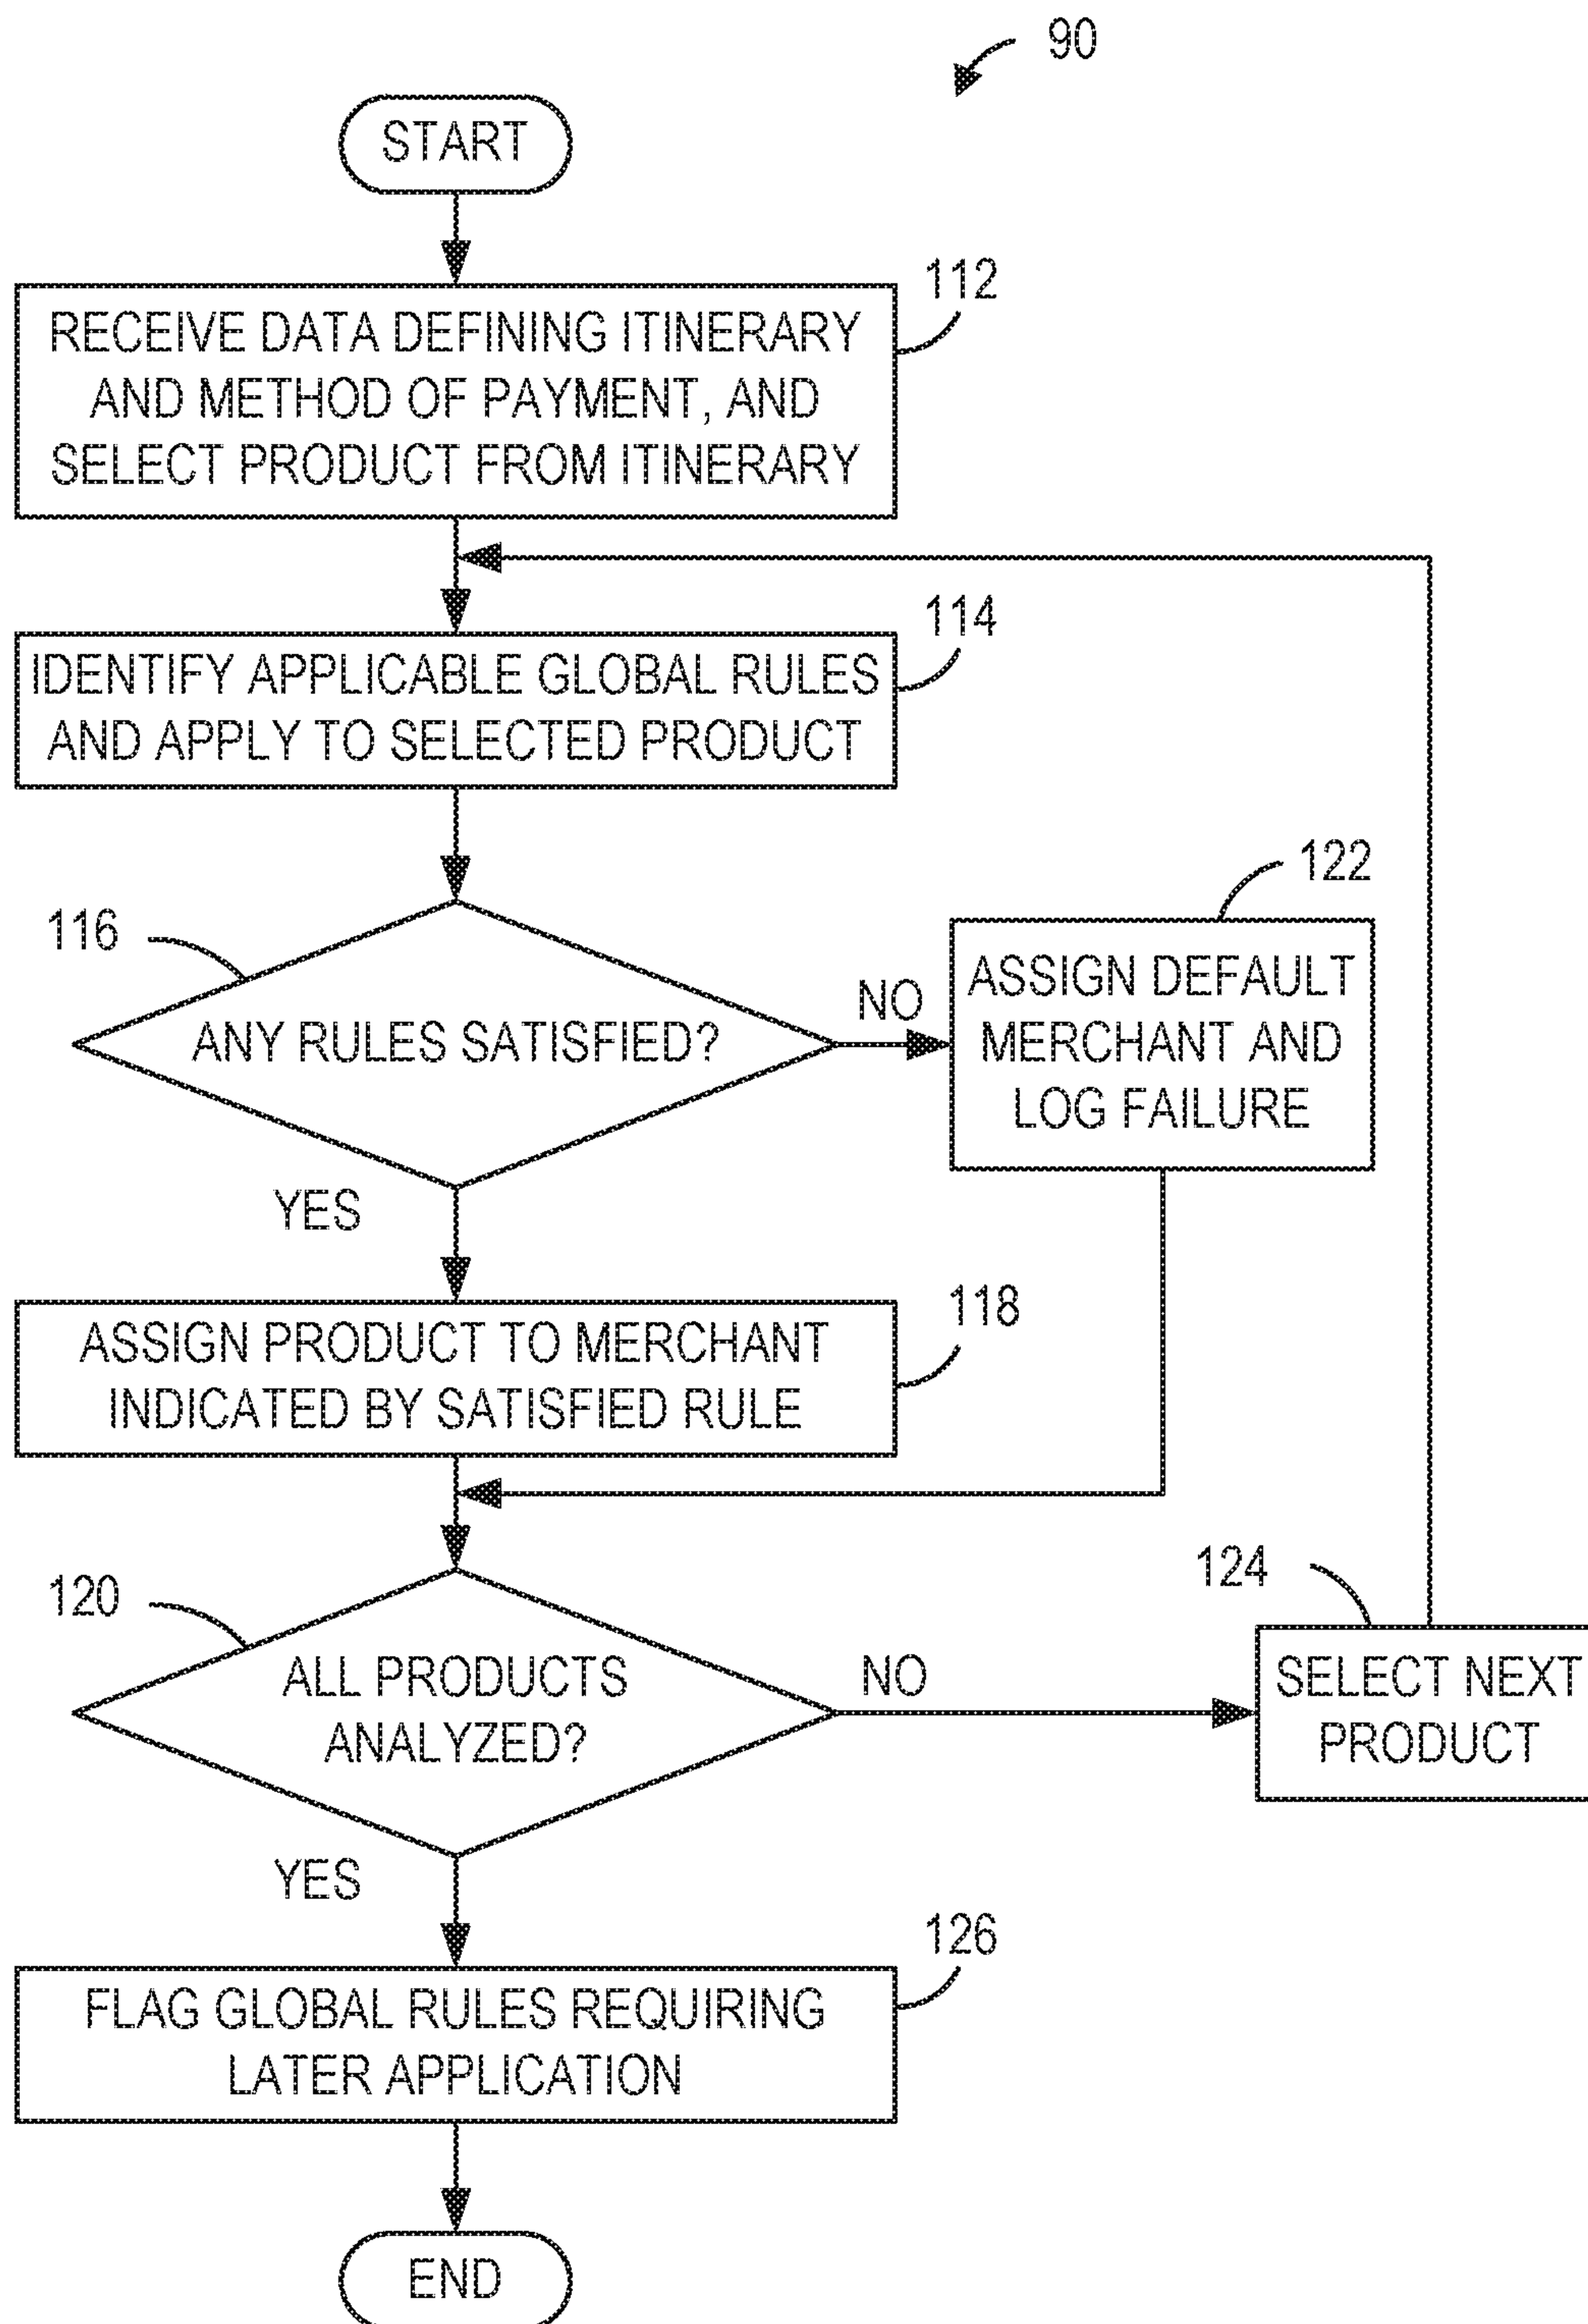 90
START
112
RECEIVE DATA DEFINING ITINERARY
AND METHOD OF PAYMENT, AND
SELECT PRODUCT FROM ITINERARY
114
IDENTIFY APPLICABLE GLOBAL RULES
AND APPLY TO SELECTED PRODUCT
116
ANY RULES SATISFIED?
NO
122
ASSIGN DEFAULT
MERCHANT AND
LOG FAILURE
YES
118
ASSIGN PRODUCT TO MERCHANT
INDICATED BY SATISFIED RULE
120
ALL PRODUCTS
ANALYZED?
NO
124
SELECT NEXT
PRODUCT
YES
126
FLAG GLOBAL RULES REQUIRING
LATER APPLICATION
END